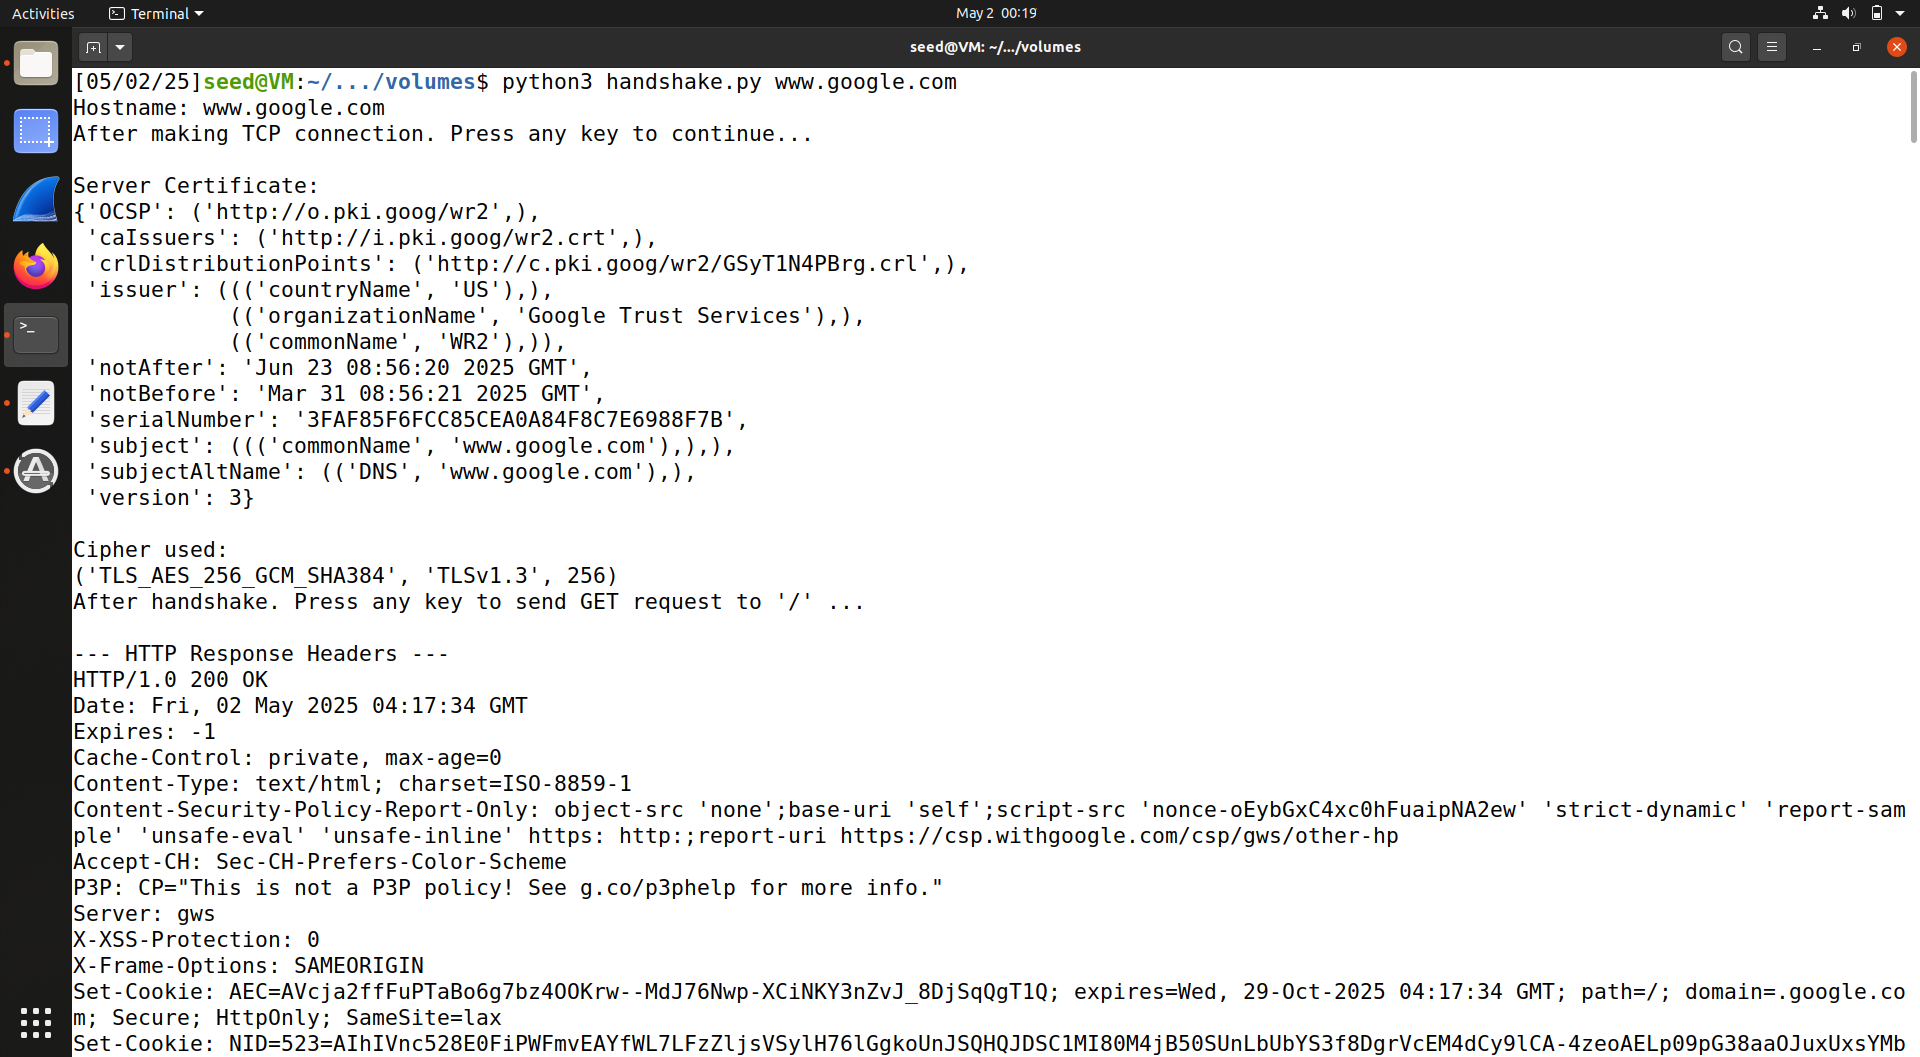 Activities
Terminal
May 2 00:19
seed@VM: ~/.../volumes
[05/02/25]seed@VM:~/.../volumes$ python3 handshake.py www.google.com
Hostname: www.google.com
After making TCP connection. Press any key to continue...
Server Certificate:
{'OCSP': ('http://o.pki.goog/wr2',),
 'caIssuers': ('http://i.pki.goog/wr2.crt',),
 'crlDistributionPoints': ('http://c.pki.goog/wr2/GSyT1N4PBrg.crl',),
 'issuer': ((('countryName', 'US'),),
            (('organizationName', 'Google Trust Services'),),
            (('commonName', 'WR2'),)),
 'notAfter': 'Jun 23 08:56:20 2025 GMT',
 'notBefore': 'Mar 31 08:56:21 2025 GMT',
 'serialNumber': '3FAF85F6FCC85CEA0A84F8C7E6988F7B',
 'subject': ((('commonName', 'www.google.com'),),),
 'subjectAltName': (('DNS', 'www.google.com'),),
 'version': 3}
Cipher used:
('TLS_AES_256_GCM_SHA384', 'TLSv1.3', 256)
After handshake. Press any key to send GET request to '/' ...
--- HTTP Response Headers ---
HTTP/1.0 200 OK
Date: Fri, 02 May 2025 04:17:34 GMT
Expires: -1
Cache-Control: private, max-age=0
Content-Type: text/html; charset=ISO-8859-1
Content-Security-Policy-Report-Only: object-src 'none';base-uri 'self';script-src 'nonce-oEybGxC4xc0hFuaipNA2ew' 'strict-dynamic' 'report-sam
ple' 'unsafe-eval' 'unsafe-inline' https: http:;report-uri https://csp.withgoogle.com/csp/gws/other-hp
Accept-CH: Sec-CH-Prefers-Color-Scheme
P3P: CP="This is not a P3P policy! See g.co/p3phelp for more info."
Server: gws
X-XSS-Protection: 0
X-Frame-Options: SAMEORIGIN
Set-Cookie: AEC=AVcja2ffFuPTaBo6g7bz4OOKrw--MdJ76Nwp-XCiNKY3nZvJ_8DjSqQgT1Q; expires=Wed, 29-Oct-2025 04:17:34 GMT; path=/; domain=.google.co
m; Secure; HttpOnly; SameSite=lax
Set-Cookie: NID=523=AIhIVnc528E0FiPWFmvEAYfWL7LFzZljsVSylH76lGgkoUnJSQHQJDSC1MI80M4jB50SUnLbUbYS3f8DgrVcEM4dCy9lCA-4zeoAELp09pG38aaOJuxUxsYMb